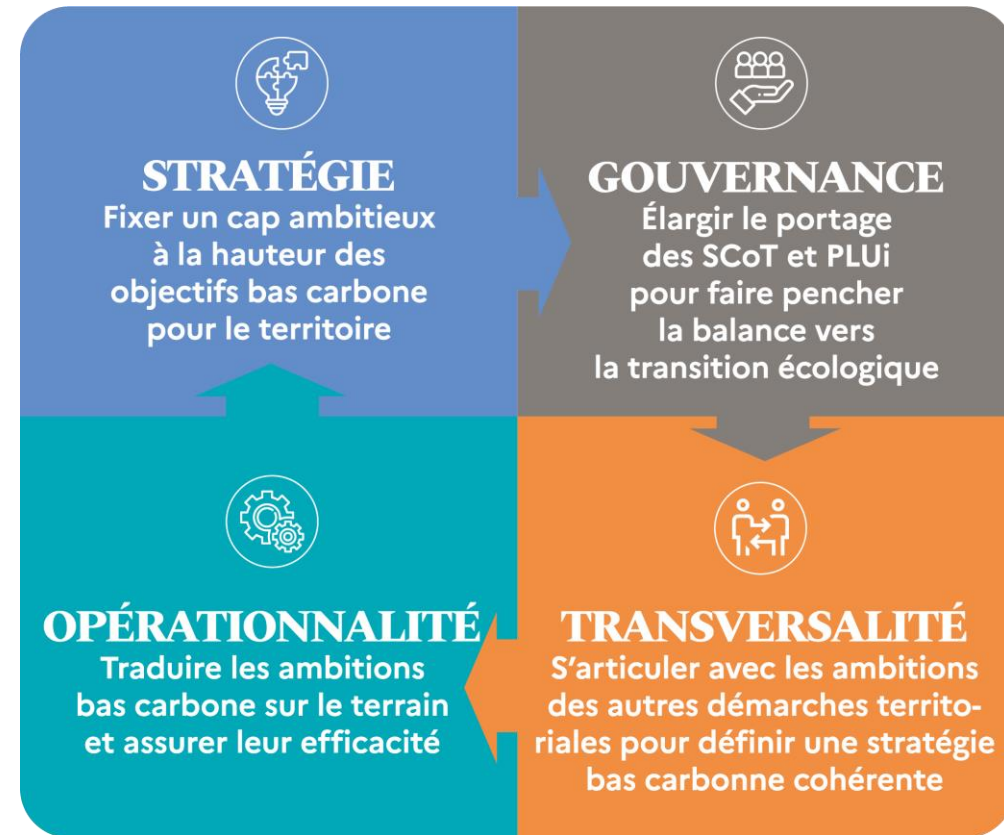 STRATÉGIE
Fixer un cap ambitieux
à la hauteur des
objectifs bas carbone
pour le territoire
GOUVERNANCE
Élargir le portage
des SCoT et PLUi
pour faire pencher
la balance vers
la transition écologique
OPÉRATIONNALITÉ
Traduire les ambitions
bas carbone sur le terrain
et assurer leur efficacité
TRANSVERSALITÉ
S’articuler avec les ambitions
des autres démarches territo-
riales pour définir une stratégie
bas carbonne cohérente